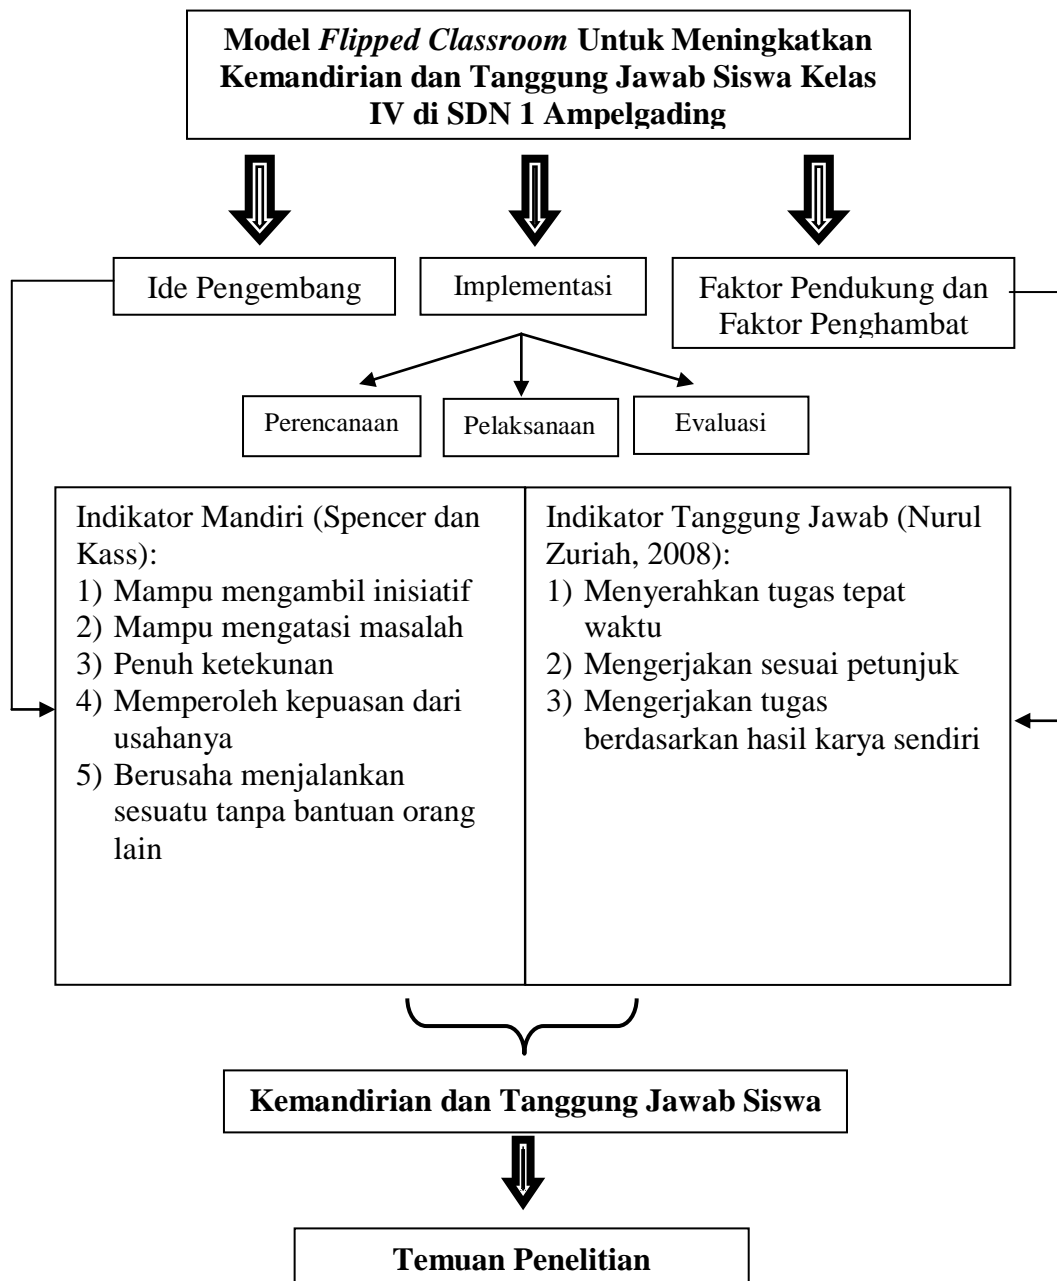 Model Flipped Classroom Untuk Meningkatkan
Kemandirian dan Tanggung Jawab Siswa Kelas
IV di SDN 1 Ampelgading
Ide Pengembang
Implementasi
Faktor Pendukung dan
Faktor Penghambat
Perencanaan
Pelaksanaan
Evaluasi
Indikator Mandiri (Spencer dan
Kass):
1) Mampu mengambil inisiatif
2) Mampu mengatasi masalah
3) Penuh ketekunan
4) Memperoleh kepuasan dari
usahanya
5) Berusaha menjalankan
sesuatu tanpa bantuan orang
lain
Indikator Tanggung Jawab (Nurul
Zuriah, 2008):
1) Menyerahkan tugas tepat
waktu
2) Mengerjakan sesuai petunjuk
3) Mengerjakan tugas
berdasarkan hasil karya sendiri
Kemandirian dan Tanggung Jawab Siswa
Temuan Penelitian